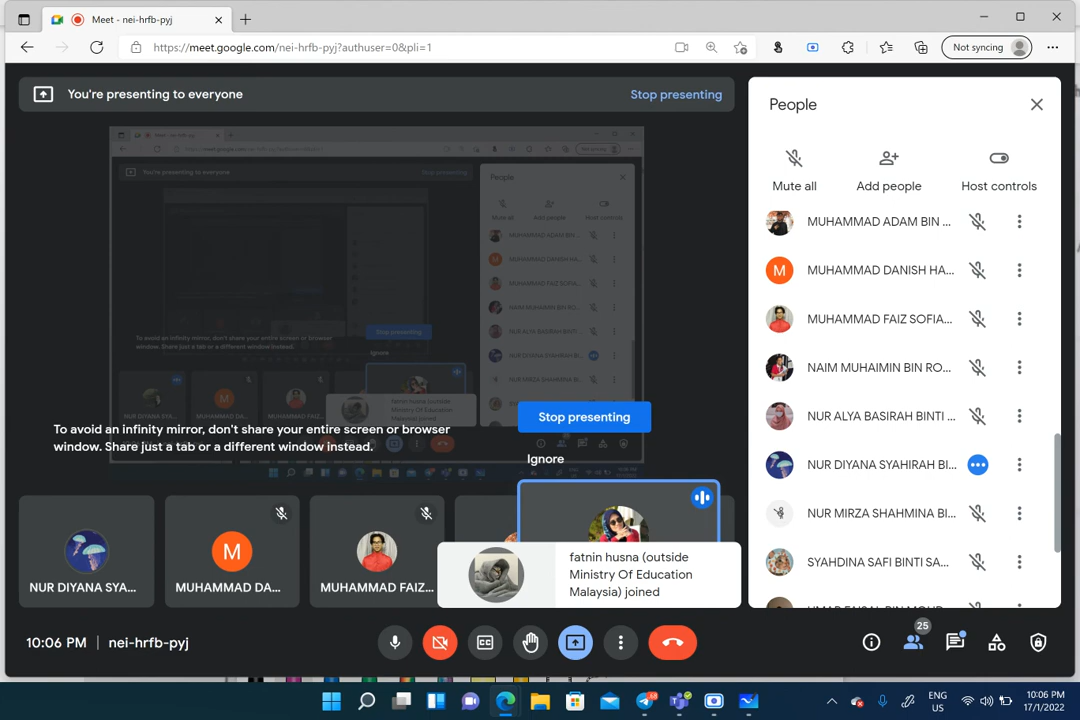 Meet - nei-hrfb-pyj
https://meet.google.com/nei-hrfb-pyj?authuser=0&pli=1
Not syncing
You're presenting to everyone
Stop presenting
People
Mute all
Add people
Host controls
MUHAMMAD ADAM BIN ...
MUHAMMAD DANISH HA...
M
MUHAMMAD FAIZ SOFIA...
NAIM MUHAIMIN BIN RO...
NUR ALYA BASIRAH BINTI ...
NUR DIYANA SYAHIRAH BI...
NUR MIRZA SHAHMINA BI...
SYAHDINA SAFI BINTI SA...
To avoid an infinity mirror, don't share your entire screen or browser
window. Share just a tab or a different window instead.
Stop presenting
Ignore
NUR DIYANA SYA...
M
MUHAMMAD DA...
MUHAMMAD FAIZ...
fatnin husna (outside
Ministry Of Education
Malaysia) joined
10:06 PM
nei-hrfb-pyj
25
ENG
US
10:06 PM
17/1/2022